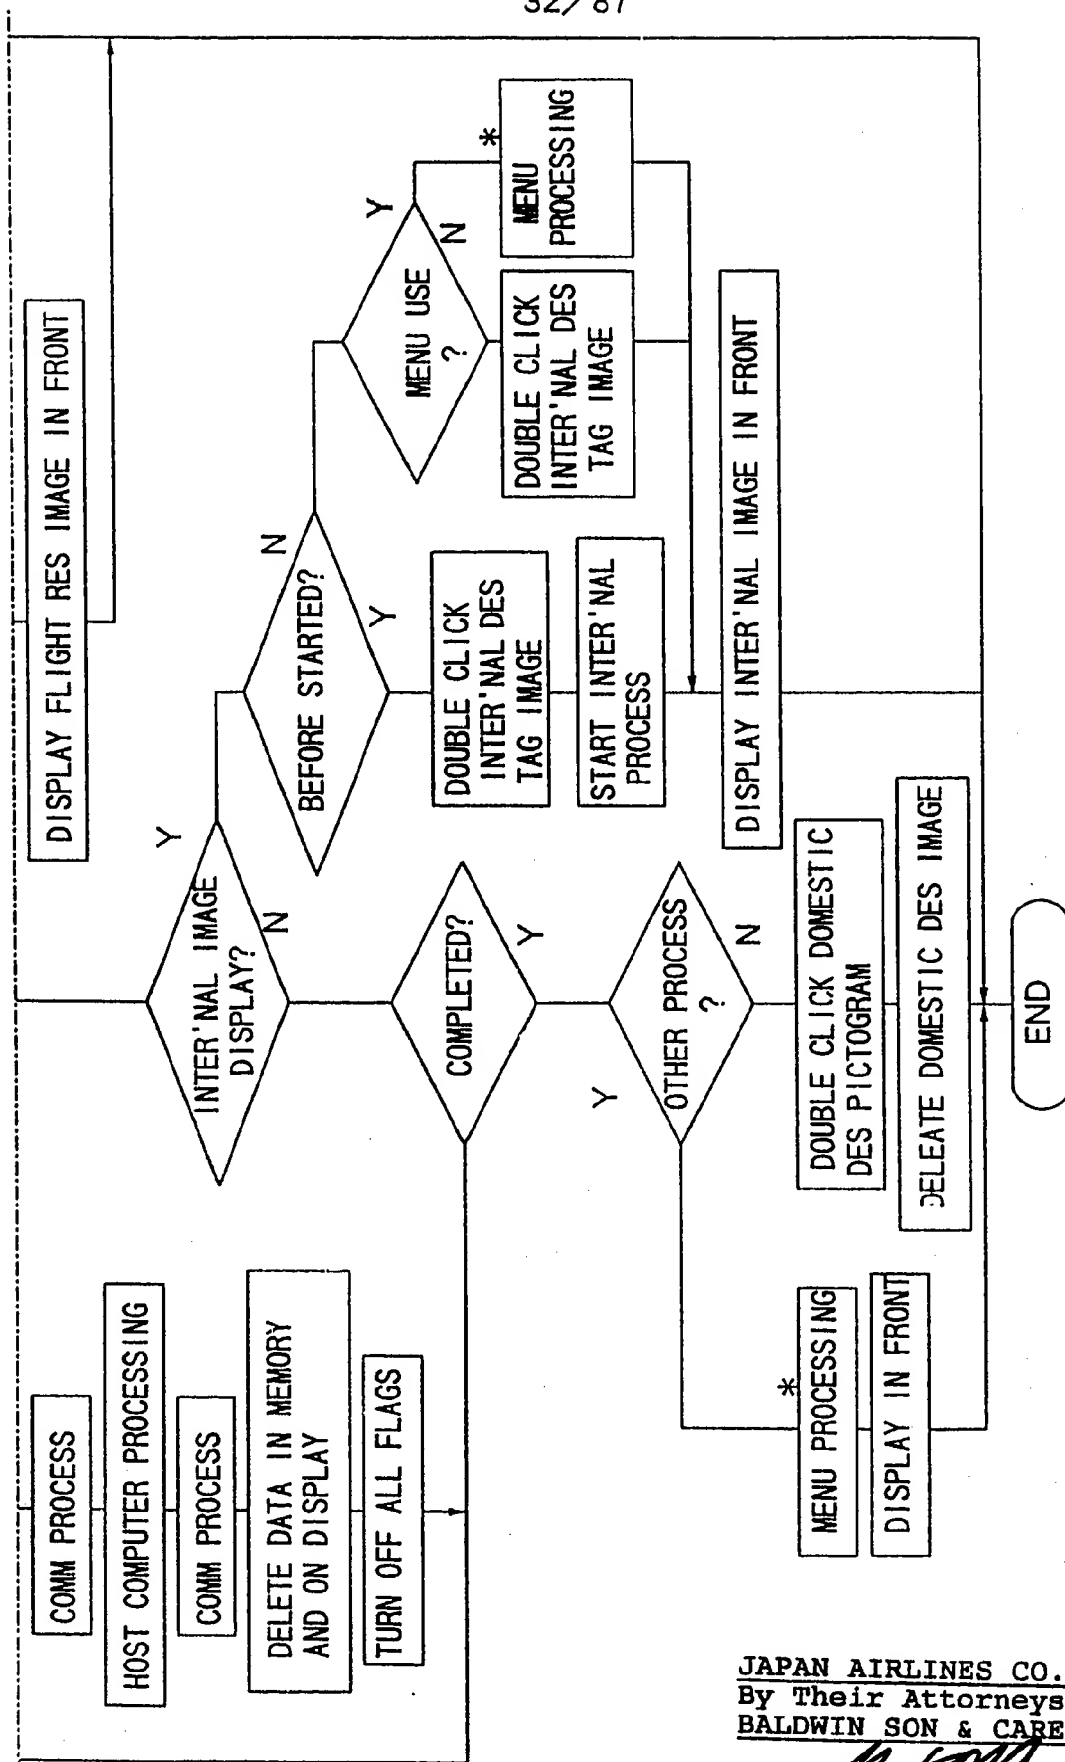 32/87
DISPLAY FLIGHT RES IMAGE IN FRONT
INTER'NAL IMAGE
DISPLAY?
Y
N
BEFORE STARTED?
N
Y
MENU USE
?
Y
N
*
MENU
PROCESSING
DOUBLE CLICK
INTER'NAL DES
TAG IMAGE
DOUBLE CLICK
INTER'NAL DES
TAG IMAGE
START INTER'NAL
PROCESS
DISPLAY INTER'NAL IMAGE IN FRONT
COMM PROCESS
HOST COMPUTER PROCESSING
COMM PROCESS
DELETE DATA IN MEMORY
AND ON DISPLAY
TURN OFF ALL FLAGS
COMPLETED?
Y
OTHER PROCESS
?
Y
N
*
MENU PROCESSING
DISPLAY IN FRONT
DOUBLE CLICK DOMESTIC
DES PICTOGRAM
DELEATE DOMESTIC DES IMAGE
END
JAPAN AIRLINES CO.
By Their Attorneys
BALDWIN SON & CARE